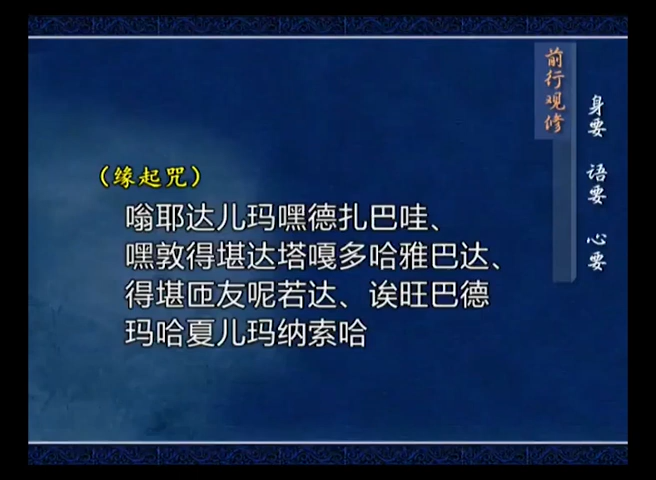 前行观修
身要 语要 心要
（缘起咒）
嗡耶达儿玛嘿德扎巴哇、
嘿敦得堪达塔嘎多哈雅巴达、
得堪匝友呢若达、诶旺巴德
玛哈夏儿玛纳索哈